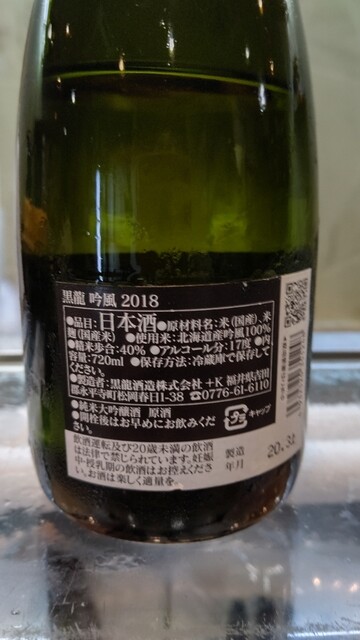 黒龍 吟風 2018
●品目：日本酒●原材料名：米（国産）、米
麹（国産米）●使用米：北海道産吟風100%
●精米歩合：40% ●アルコール分：17度 ●内
容量：720ml ●保存方法：冷蔵庫で保存して
ください。
●製造者：黒龍酒造株式会社＋K 福井県吉田
郡永平寺町松岡春日1-38 ☎0776-61-6110
●純米大吟醸酒 原酒
●開栓後はお早めにお飲みくだ
さい。
キャップ
飲酒運転及び20歳未満の飲酒
は法律で禁じられています。妊娠
中・授乳期の飲酒はお控えくださ
い。お酒は楽しく適量を。
製造
年月
20.